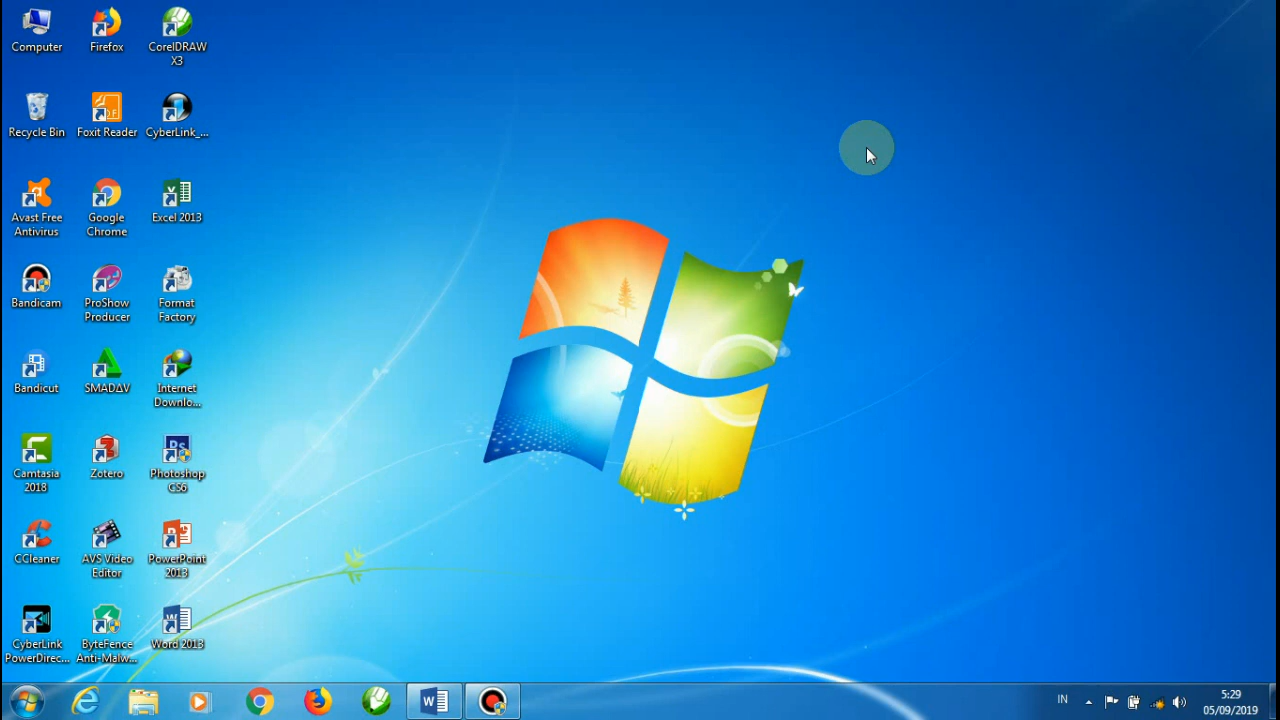 Computer
Firefox
CorelDRAW
X3
Recycle Bin
Foxit Reader
CyberLink_...
Avast Free
Antivirus
Google
Chrome
Excel 2013
Bandicam
ProShow
Producer
Format
Factory
Bandicut
SMADΔV
Internet
Downlo...
Camtasia
2018
Zotero
Photoshop
CS6
CCleaner
AVS Video
Editor
PowerPoint
2013
CyberLink
PowerDirec...
ByteFence
Anti-Malw...
Word 2013
IN
5:29
05/09/2019